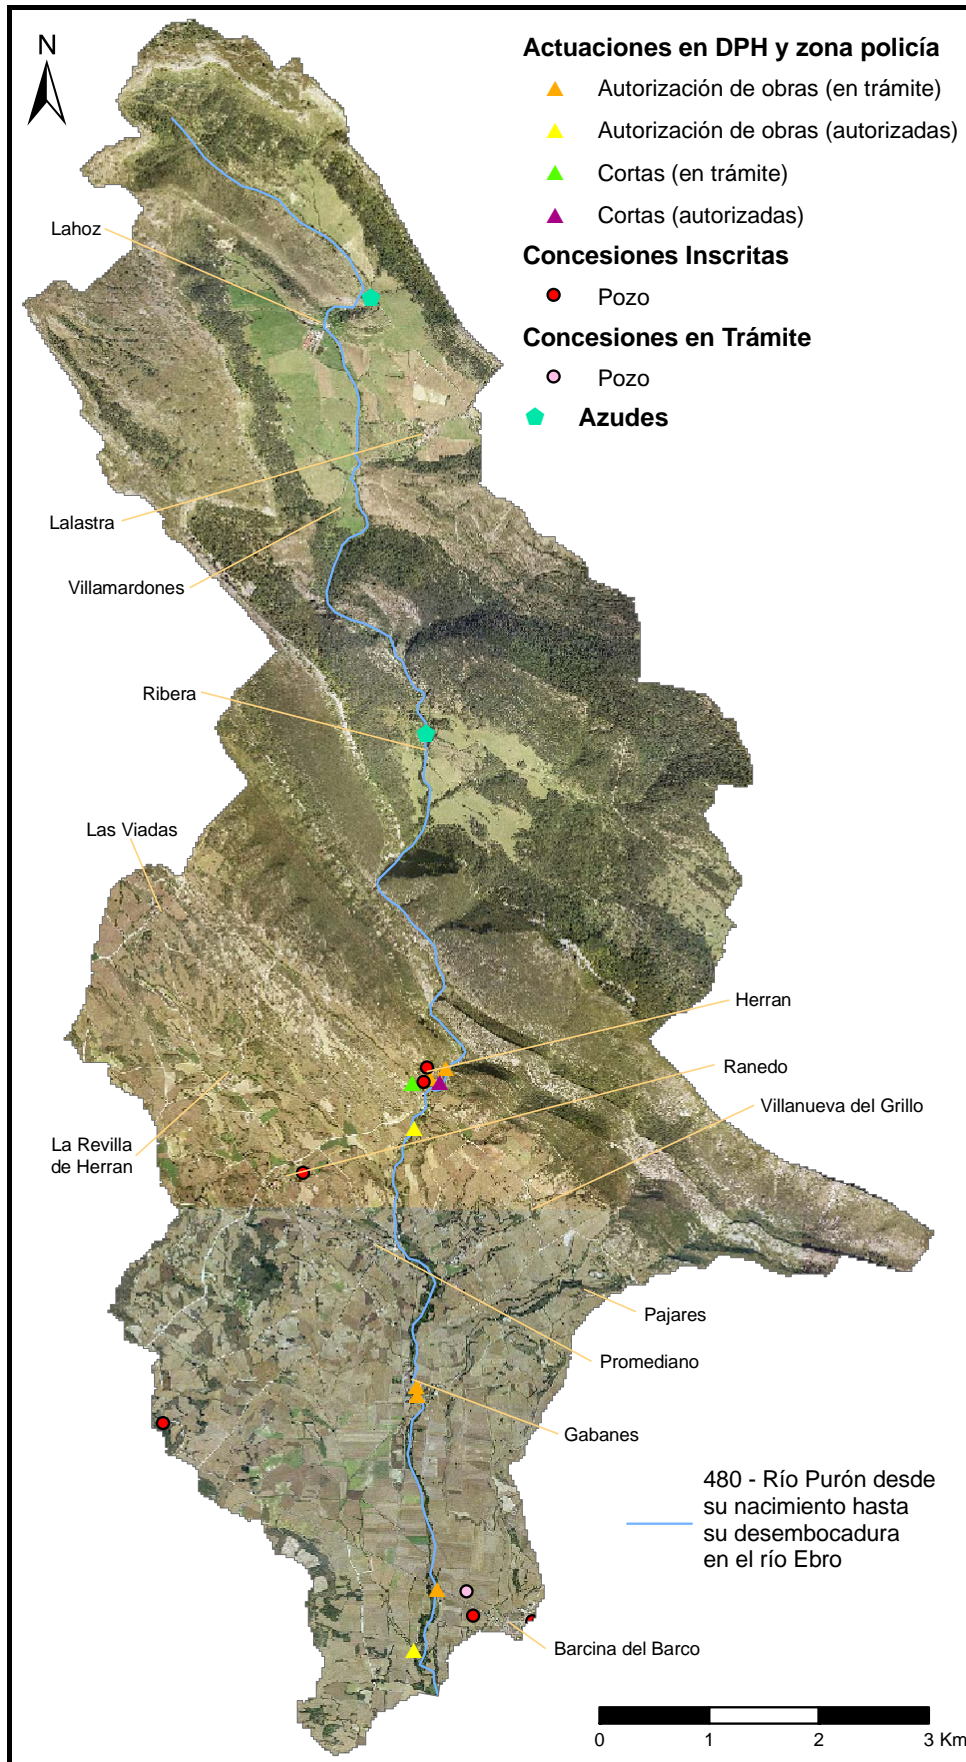 N
Actuaciones en DPH y zona policía
Autorización de obras (en trámite)
Autorización de obras (autorizadas)
Cortas (en trámite)
Cortas (autorizadas)
Concesiones Inscritas
Pozo
Concesiones en Trámite
Pozo
Azudes
Lahoz
Lalastra
Villamardones
Ribera
Las Viadas
Herran
Ranedo
Villanueva del Grillo
La Revilla
de Herran
Pajares
Promediano
Gabanes
480 - Río Purón desde
su nacimiento hasta
su desembocadura
en el río Ebro
Barcina del Barco
0 1 2 3 Km